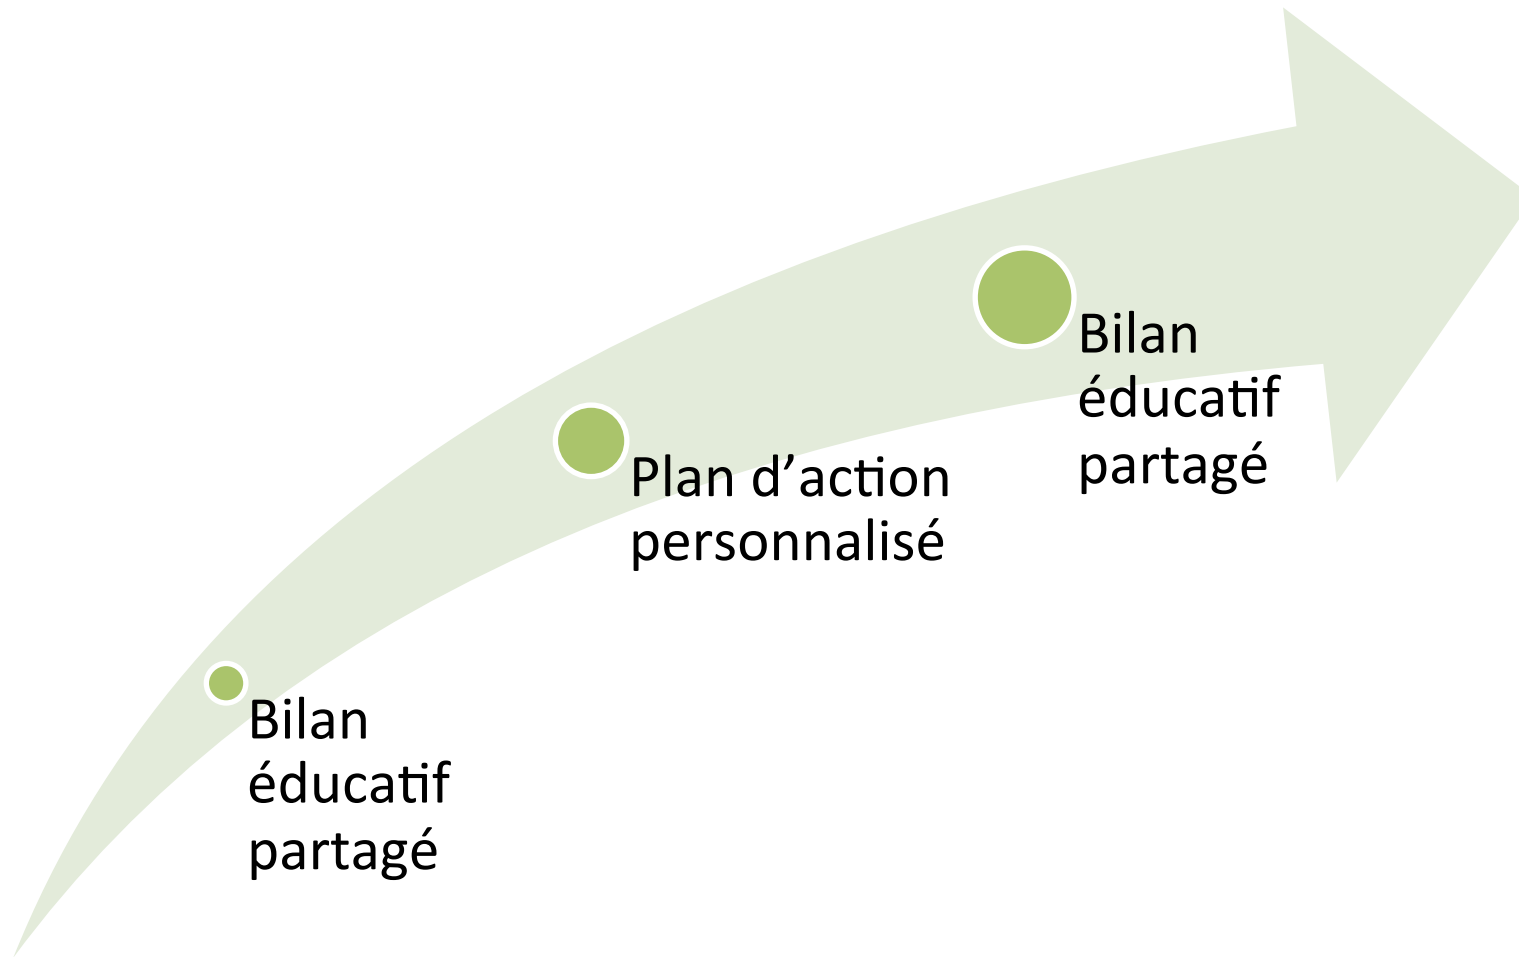 Bilan
éducatif
partagé
Plan d’action
personnalisé
Bilan
éducatif
partagé